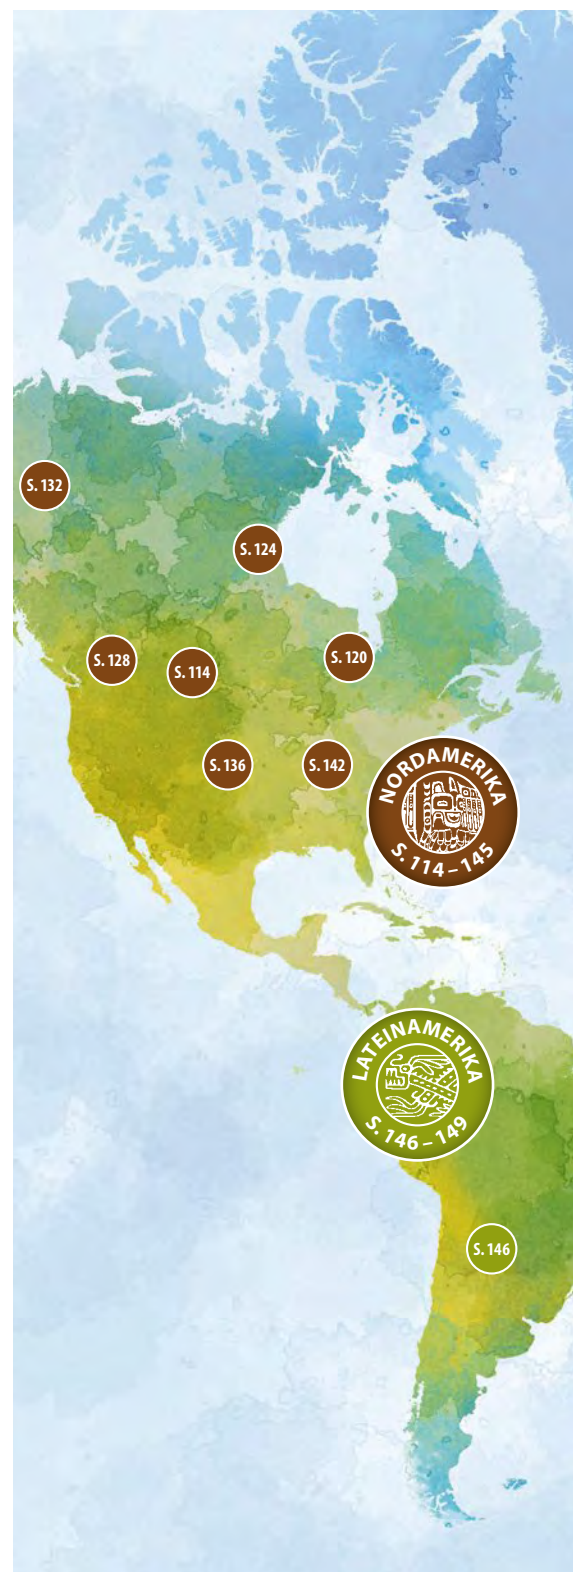 S. 132
S. 124
S. 128
S. 114
S. 120
S. 136
S. 142
NORDAMERIKA
S. 114–145
LATEINAMERIKA
S. 146–149
S. 146